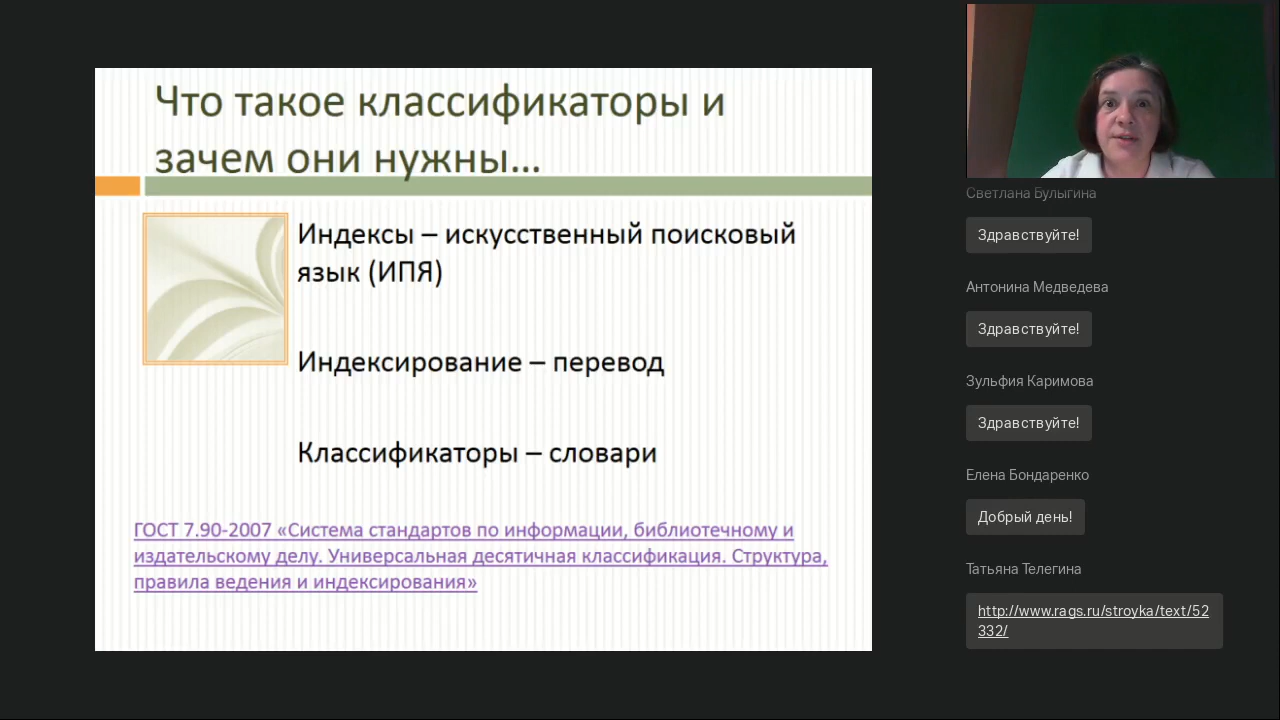 Что такое классификаторы и
зачем они нужны...
Индексы – искусственный поисковый
язык (ИПЯ)
Индексирование – перевод
Классификаторы – словари
ГОСТ 7.90-2007 «Система стандартов по информации, библиотечному и
издательскому делу. Универсальная десятичная классификация. Структура,
правила ведения и индексирования»
Светлана Булыгина
Здравствуйте!
Антонина Медведева
Здравствуйте!
Зульфия Каримова
Здравствуйте!
Елена Бондаренко
Добрый день!
Татьяна Телегина
http://www.rags.ru/stroyka/text/52
332/